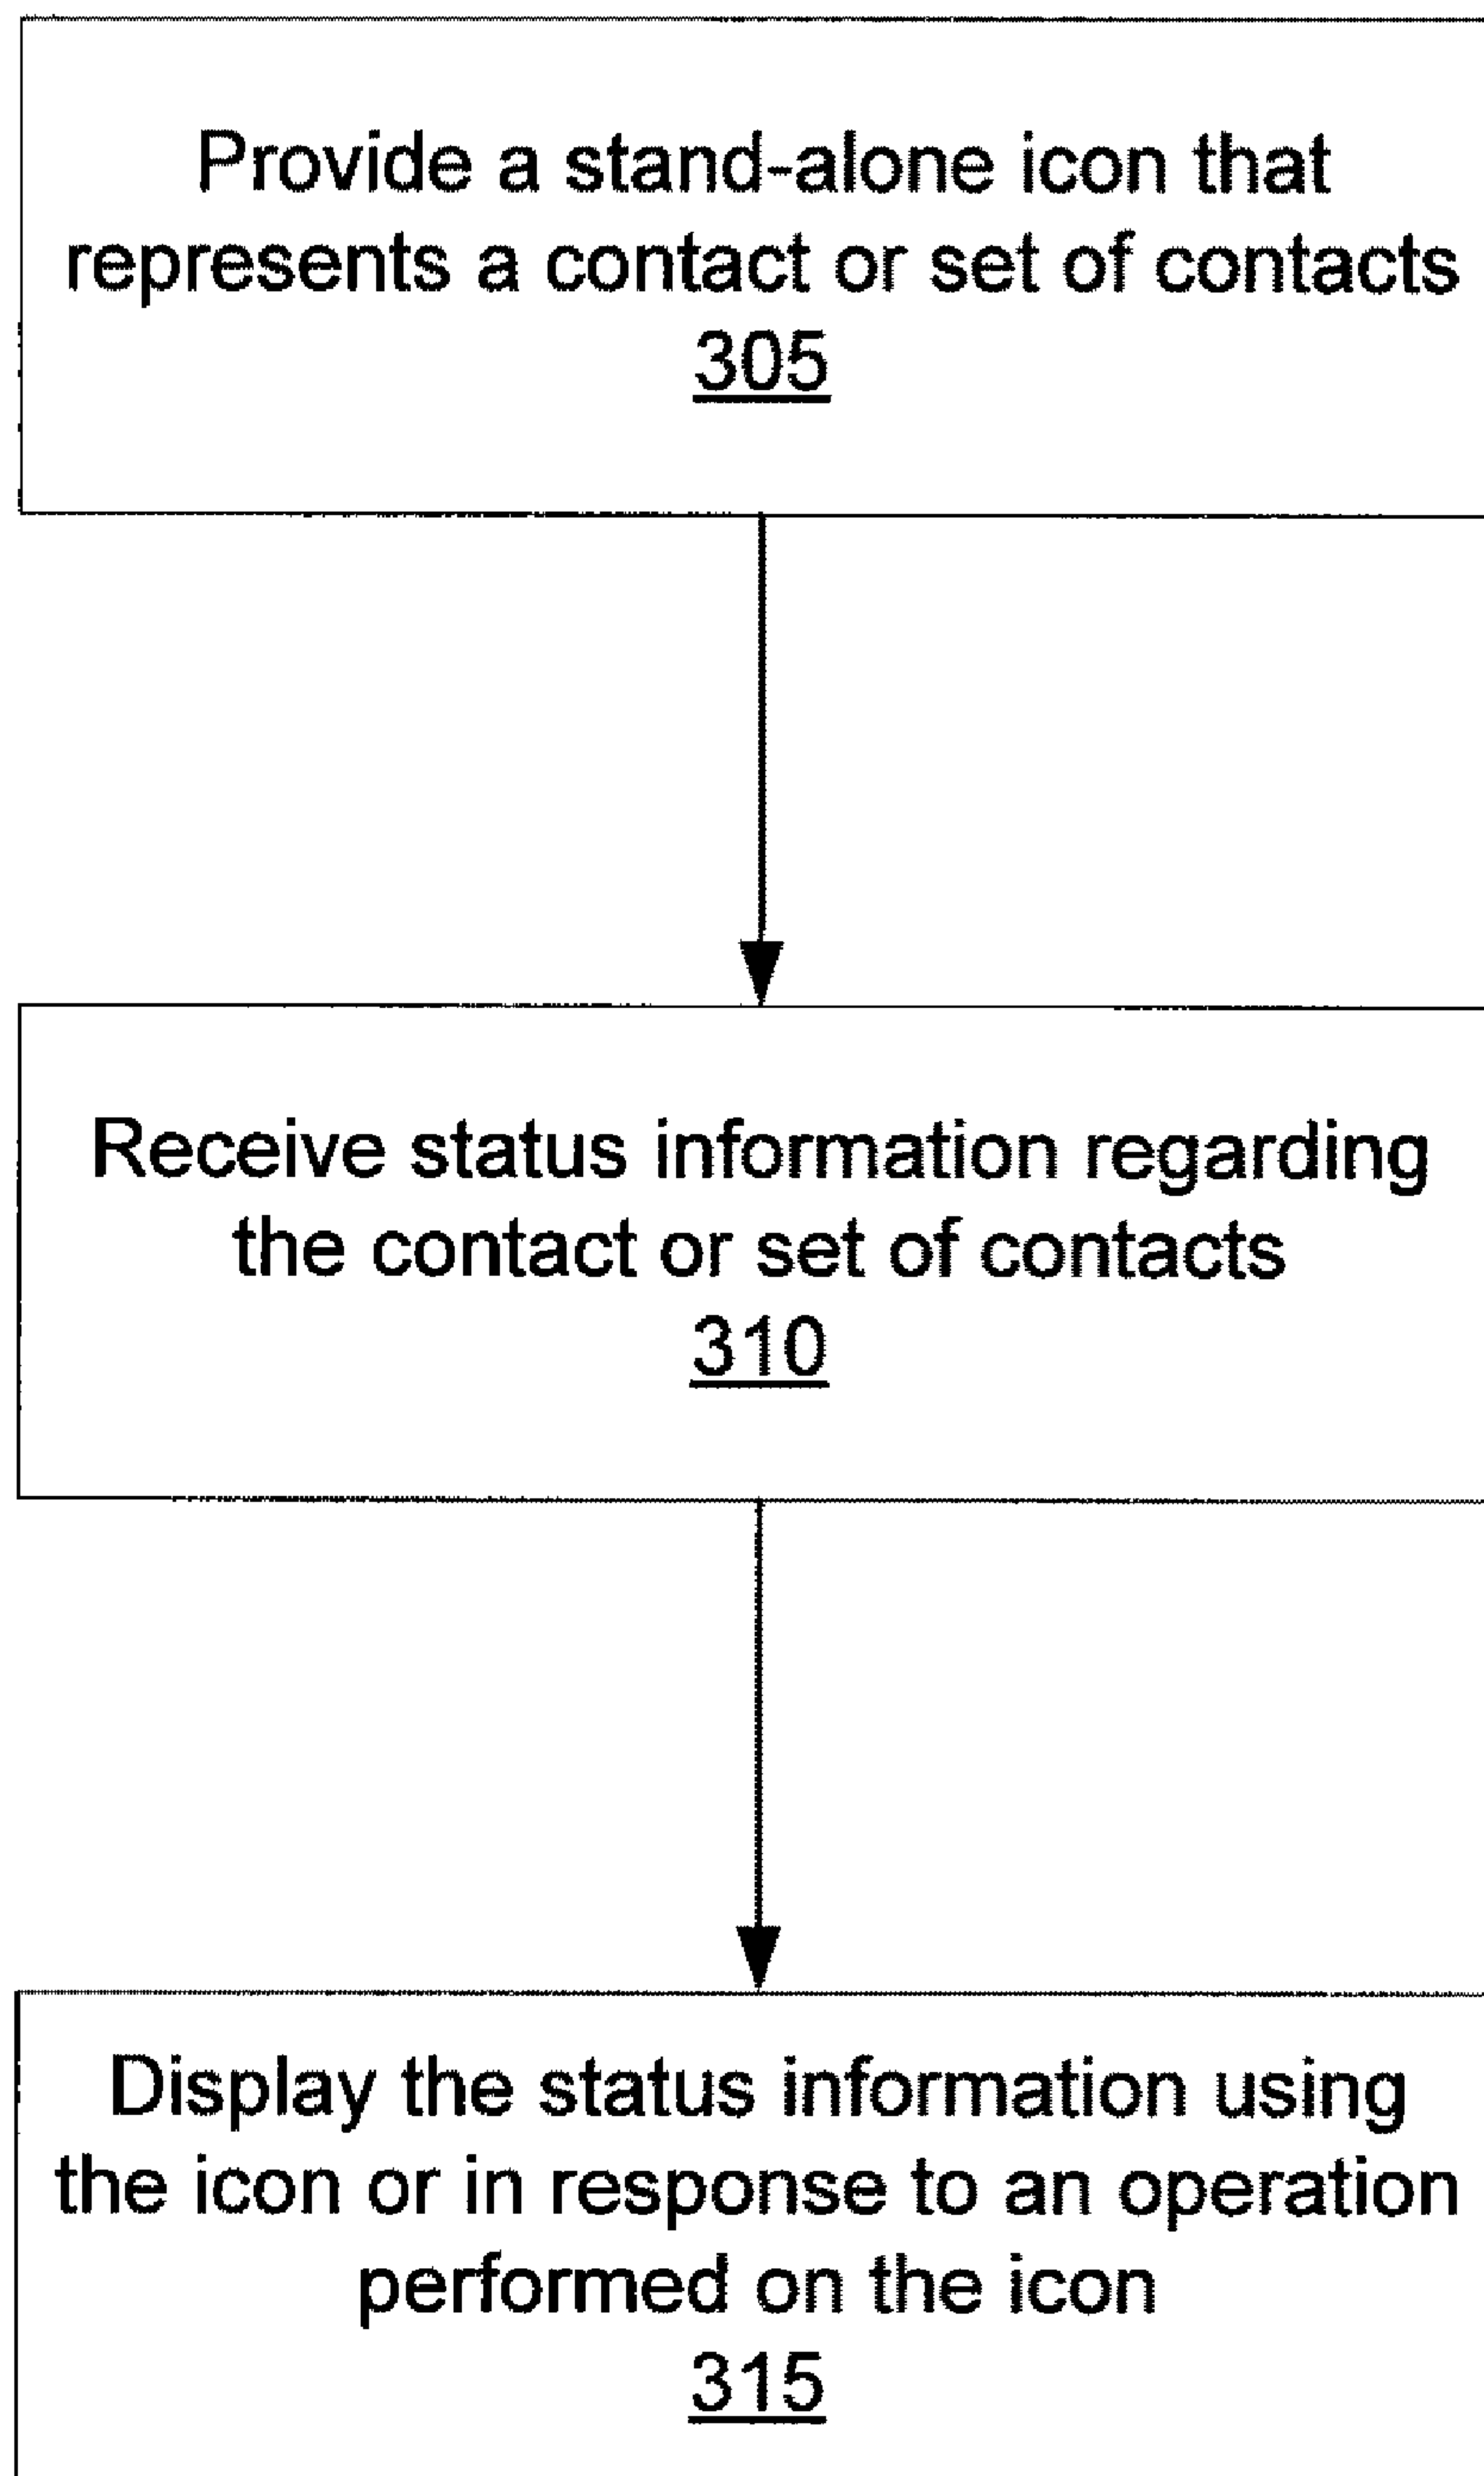 Provide a stand-alone icon that
represents a contact or set of contacts
305
Receive status information regarding
the contact or set of contacts
310
Display the status information using
the icon or in response to an operation
performed on the icon
315